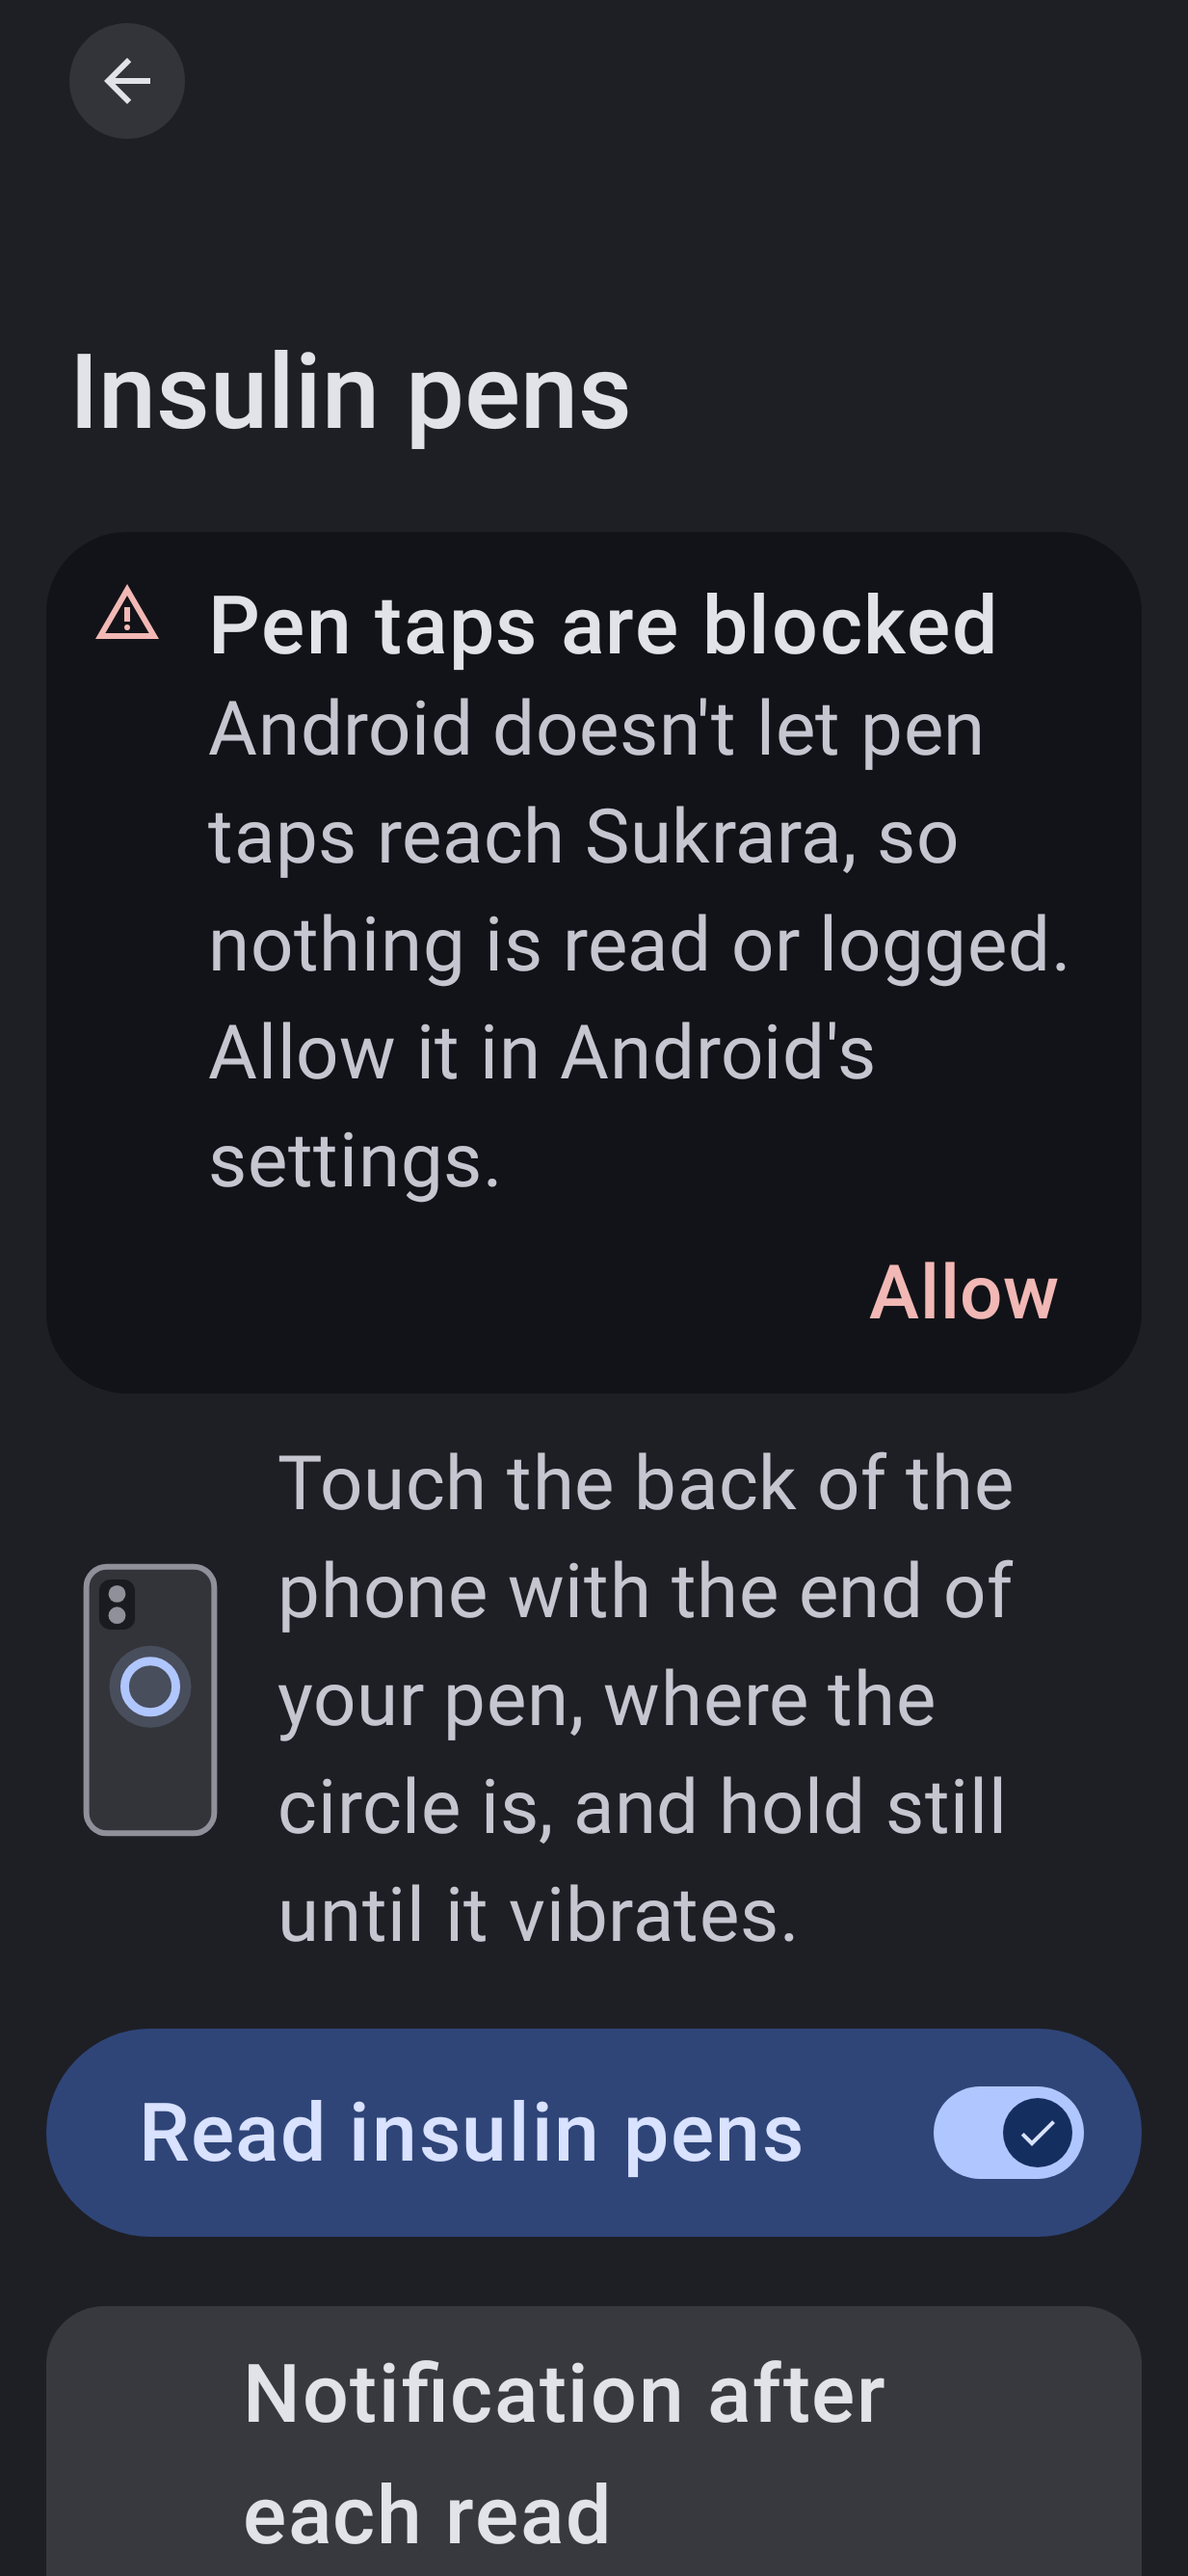 Insulin pens
Pen taps are blocked
Android doesn't let pen
taps reach Sukrara, so
nothing is read or logged.
Allow it in Android's
settings.
Allow
Touch the back of the
phone with the end of
your pen, where the
circle is, and hold still
until it vibrates.
Read insulin pens
Notification after
each read